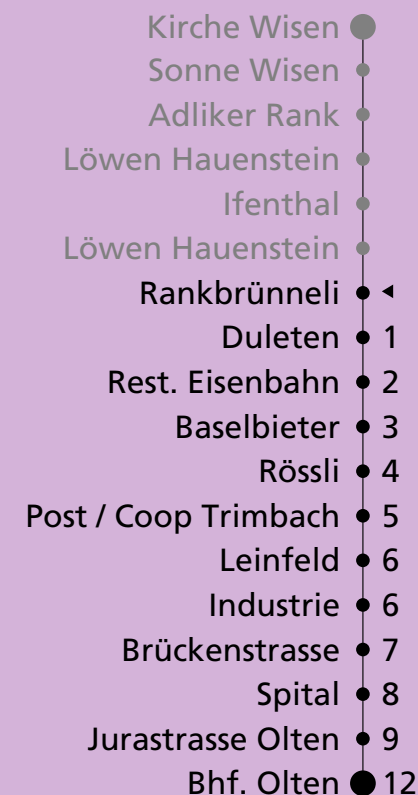 Kirche Wisen
Sonne Wisen
Adliker Rank
Löwen Hauenstein
Ifenthal
Löwen Hauenstein
Rankbrünneli
Duleten 1
Rest. Eisenbahn 2
Baselbieter 3
Rössli 4
Post / Coop Trimbach 5
Leinfeld 6
Industrie 6
Brückenstrasse 7
Spital 8
Jurastrasse Olten 9
Bhf. Olten 12